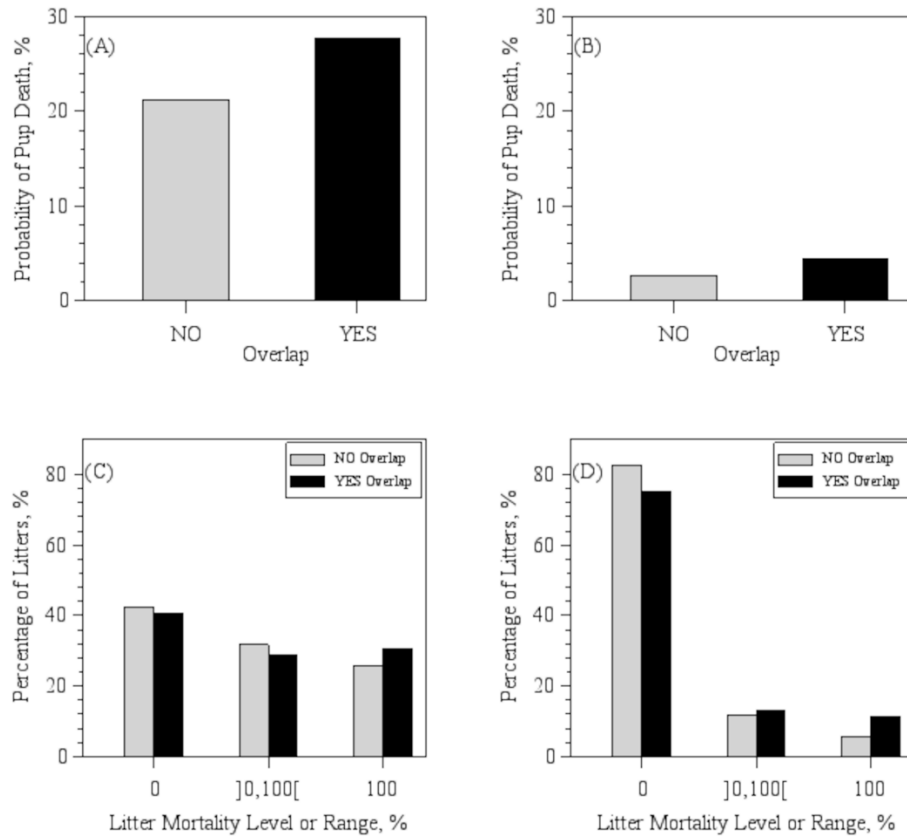 (A)
Probability of Pup Death, %
30
20
10
0
NO
YES
Overlap
(B)
Probability of Pup Death, %
30
20
10
0
NO
YES
Overlap
(C)
NO Overlap
YES Overlap
Percentage of Litters, %
80
60
40
20
0
0
]0,100[
100
Litter Mortality Level or Range, %
(D)
NO Overlap
YES Overlap
Percentage of Litters, %
80
60
40
20
0
0
]0,100[
100
Litter Mortality Level or Range, %